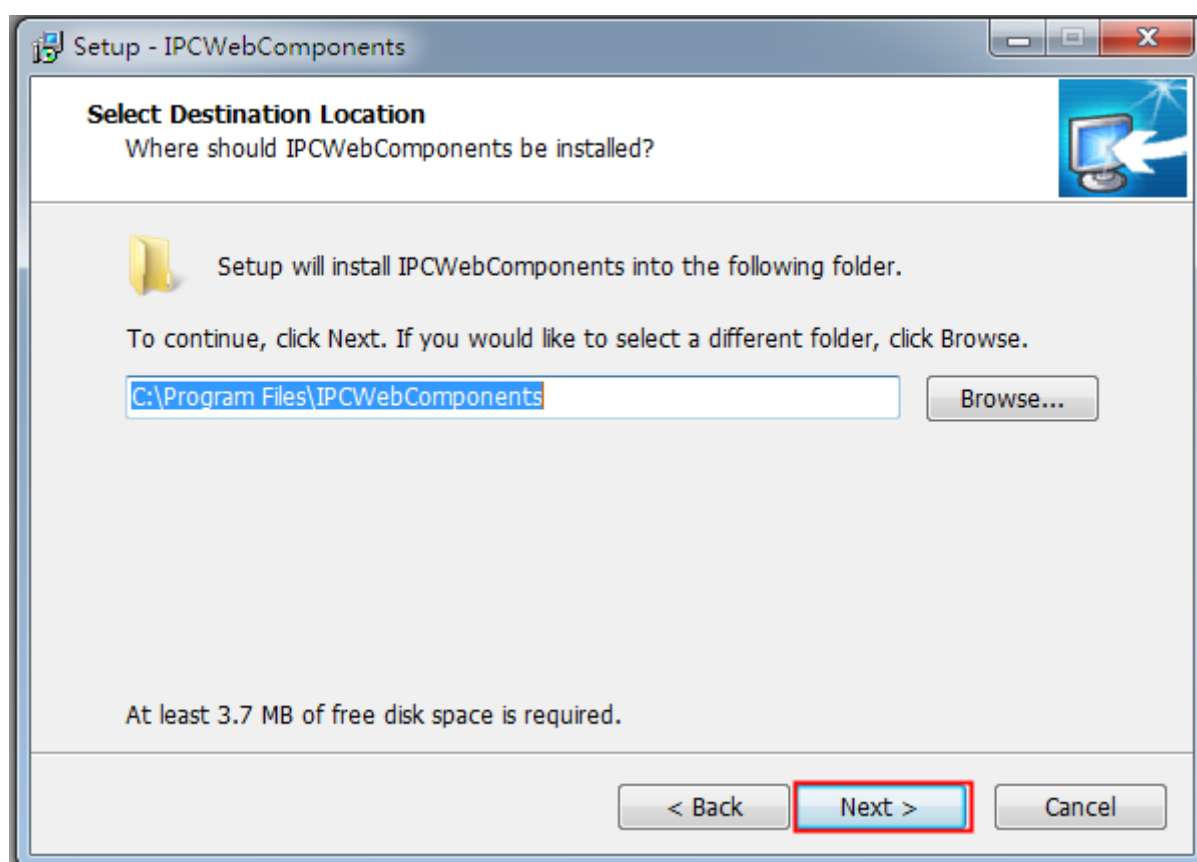 Setup - IPCWebComponents
Select Destination Location
Where should IPCWebComponents be installed?
Setup will install IPCWebComponents into the following folder.
To continue, click Next. If you would like to select a different folder, click Browse.
C:\Program Files\IPCWebComponents
Browse...
At least 3.7 MB of free disk space is required.
< Back
Next >
Cancel